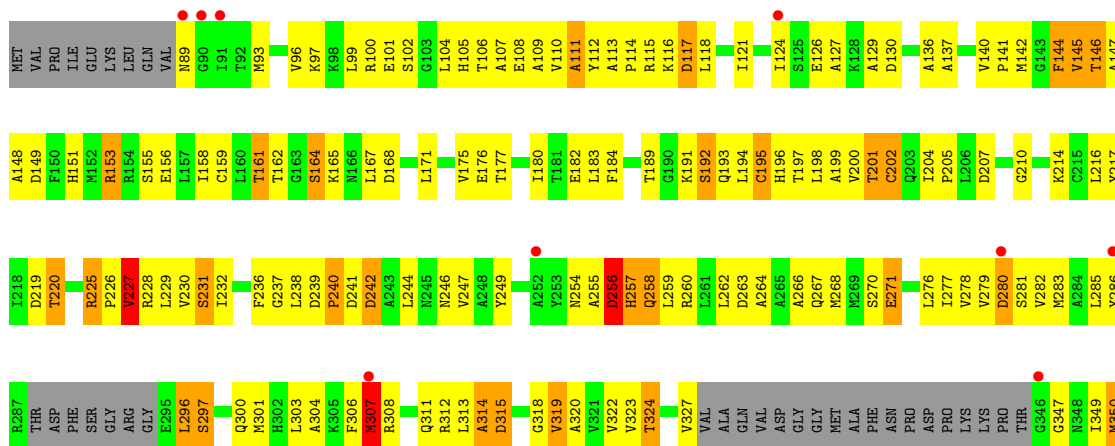 MET VAL PRO ILE GLU LYS LEU GLN VAL N89 G90 I91 T92 M93 V96 K97 K98 L99 R100 E101 S102 G103 L104 H105 T106 A107 E108 A109 V110 A111 Y112 A113 P114 R115 K116 D117 L118 I121 I124 S125 E126 A127 K128 A129 D130 A136 A137 V140 P141 M142 G143 F144 V145 T146 A147
A148 D149 F150 H151 M152 R153 R154 S155 E156 L157 I158 C159 L160 T161 T162 G163 S164 K165 N166 L167 D168 L171 V175 E176 T177 I180 T181 E182 L183 F184 T189 G190 K191 S192 Q193 L194 C195 H196 T197 L198 A199 V200 T201 C202 Q203 I204 P205 L206 D207 G210 K214 C215 L216 Y217
I218 D219 T220 R225 P226 V227 R228 L229 V230 S231 I232 F236 G237 L238 D239 P240 D241 D242 A243 L244 N245 N246 V247 A248 Y249 A252 Y253 N254 A255 D256 H257 Q258 L259 R260 L261 L262 D263 A264 A265 A266 Q267 M268 M269 S270 E271 L276 I277 V278 V279 D280 S281 V282 M283 A284 L285 Y286
R287 THR ASP PHE SER GLY ARG GLY E295 L296 S297 Q300 M301 H302 L303 A304 K305 F306 M307 R308 Q311 R312 L313 A314 D315 G318 V319 A320 V321 V322 V323 T324 V327 VAL ALA GLN VAL ASP GLY GLY MET ALA PHE ASN PRO ASP PRO LYS LYS PRO THR G346 G347 N348 I349